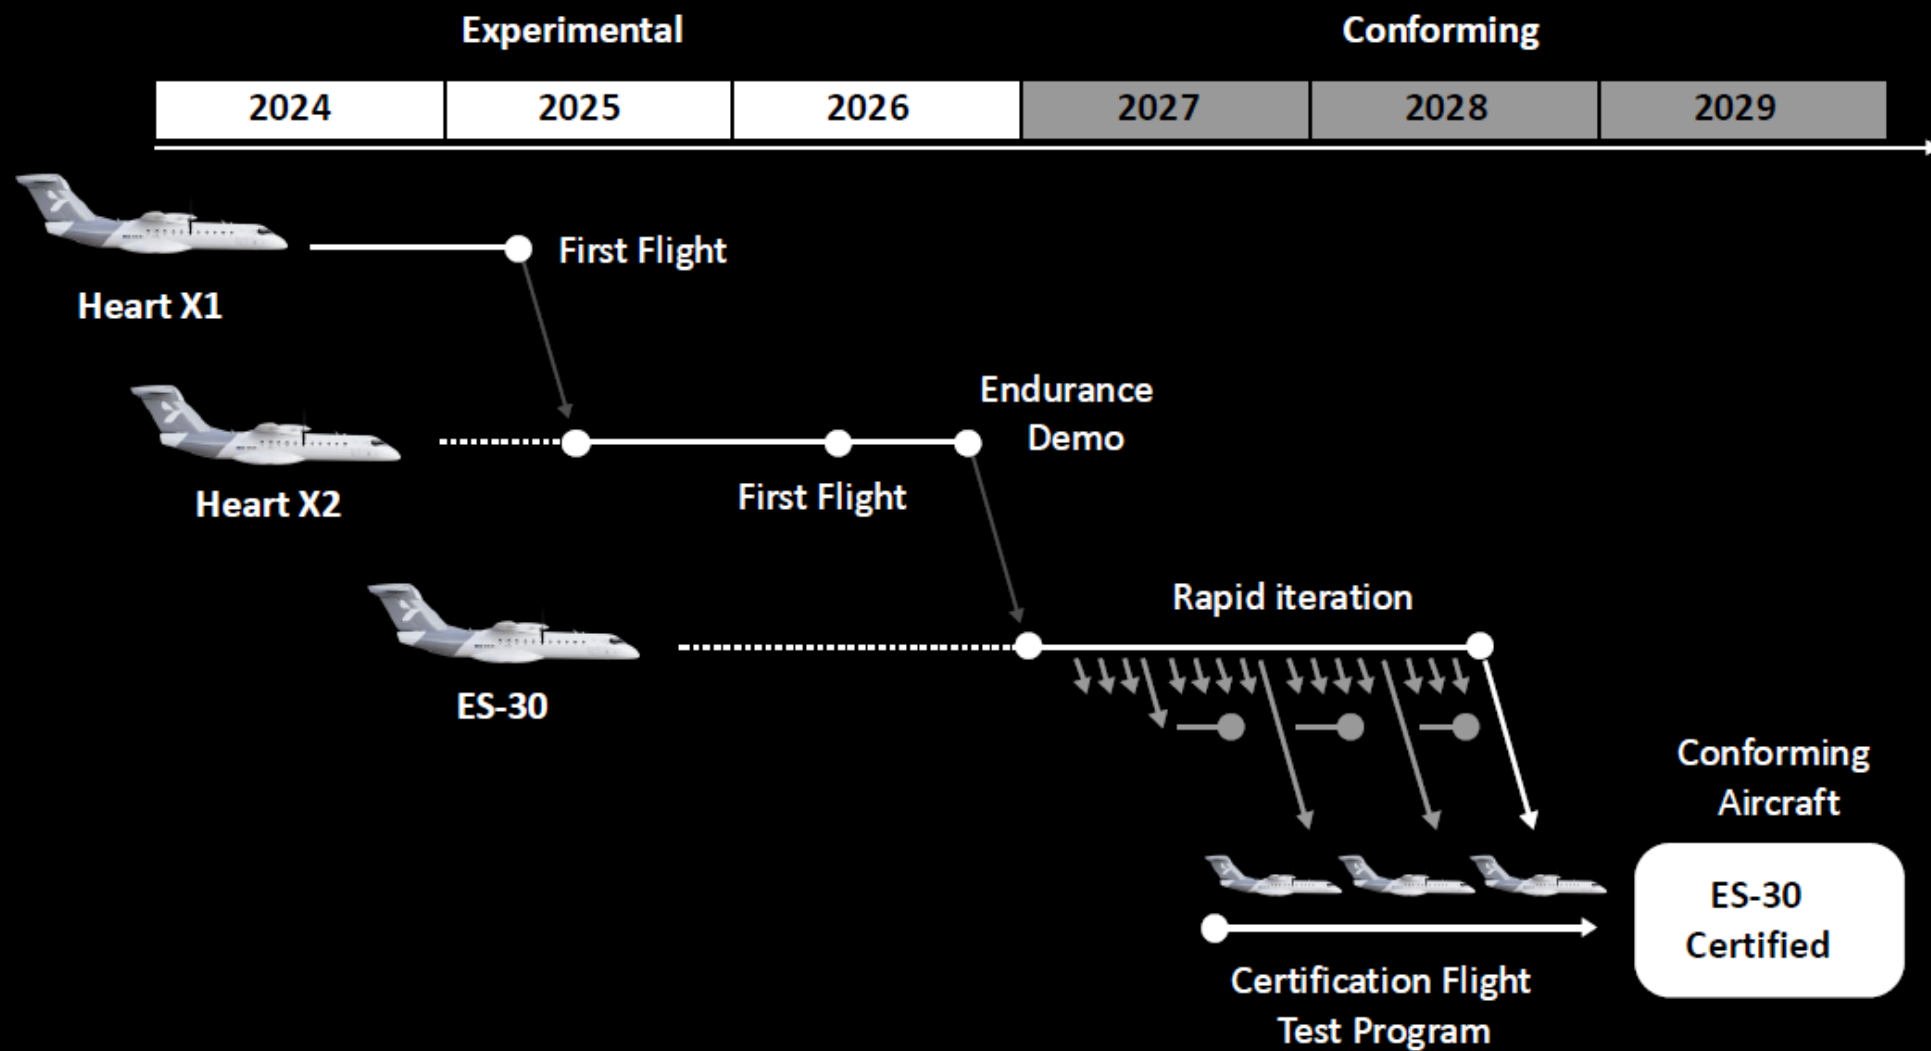 Experimental
Conforming
2024
2025
2026
2027
2028
2029
First Flight
Heart X1
Endurance
Demo
First Flight
Heart X2
Rapid iteration
ES-30
Conforming
Aircraft
ES-30
Certified
Certification Flight
Test Program